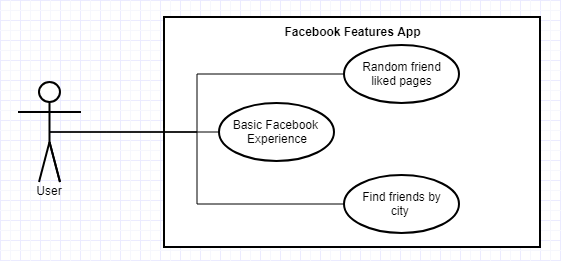 Facebook Features App
Random friend
liked pages
Basic Facebook
Experience
User
Find friends by
city